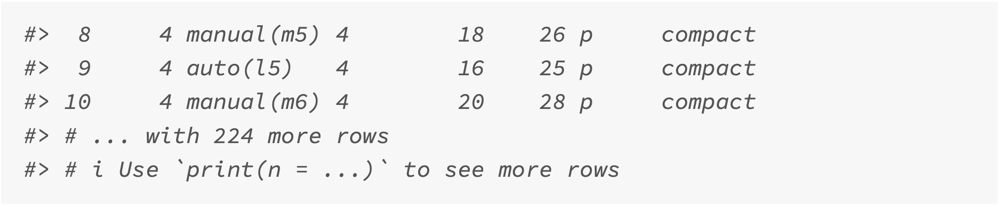 #>  8     4 manual(m5) 4        18    26 p     compact
#>  9     4 auto(l5)   4        16    25 p     compact
#> 10     4 manual(m6) 4        20    28 p     compact
#> # ... with 224 more rows
#> # i Use `print(n = ...)` to see more rows